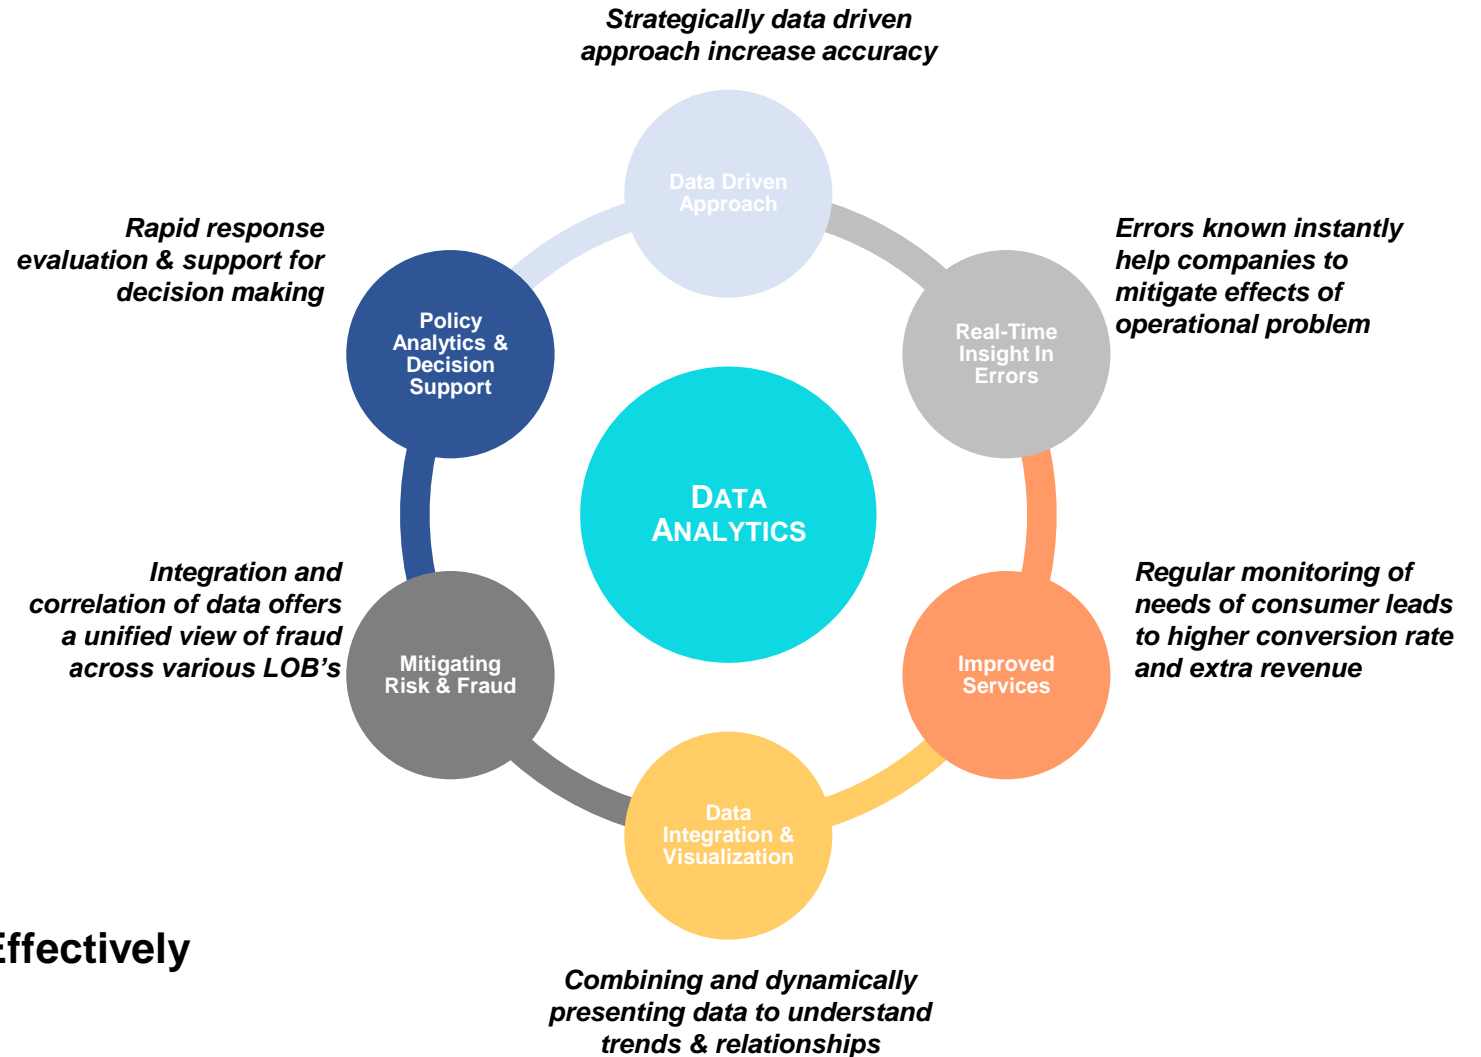 Strategically data driven
approach increase accuracy
Data Driven
Approach
Rapid response
evaluation & support for
decision making
Errors known instantly
help companies to
mitigate effects of
operational problem
Policy
Analytics &
Decision
Support
Real-Time
Insight In
Errors
DATA
ANALYTICS
Integration and
correlation of data offers
a unified view of fraud
across various LOB’s
Regular monitoring of
needs of consumer leads
to higher conversion rate
and extra revenue
Mitigating
Risk & Fraud
Improved
Services
Data
Integration &
Visualization
Effectively
Combining and dynamically
presenting data to understand
trends & relationships